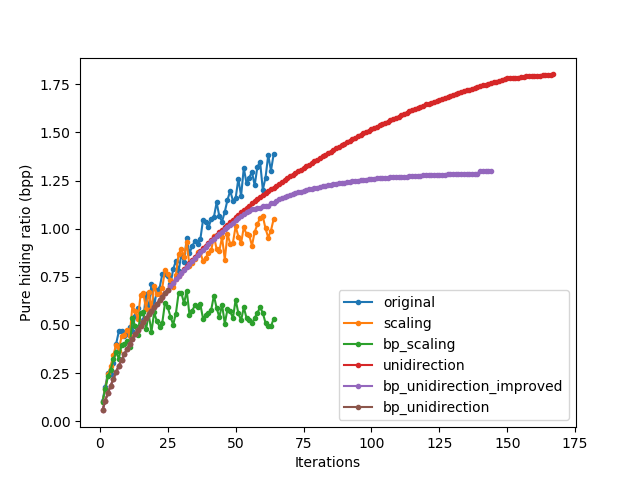 1.75
1.50
1.25
1.00
0.75
0.50
0.25
0.00
Pure hiding ratio (bpp)
original
scaling
bp_scaling
unidirection
bp_unidirection_improved
bp_unidirection
0 25 50 75 100 125 150 175
Iterations